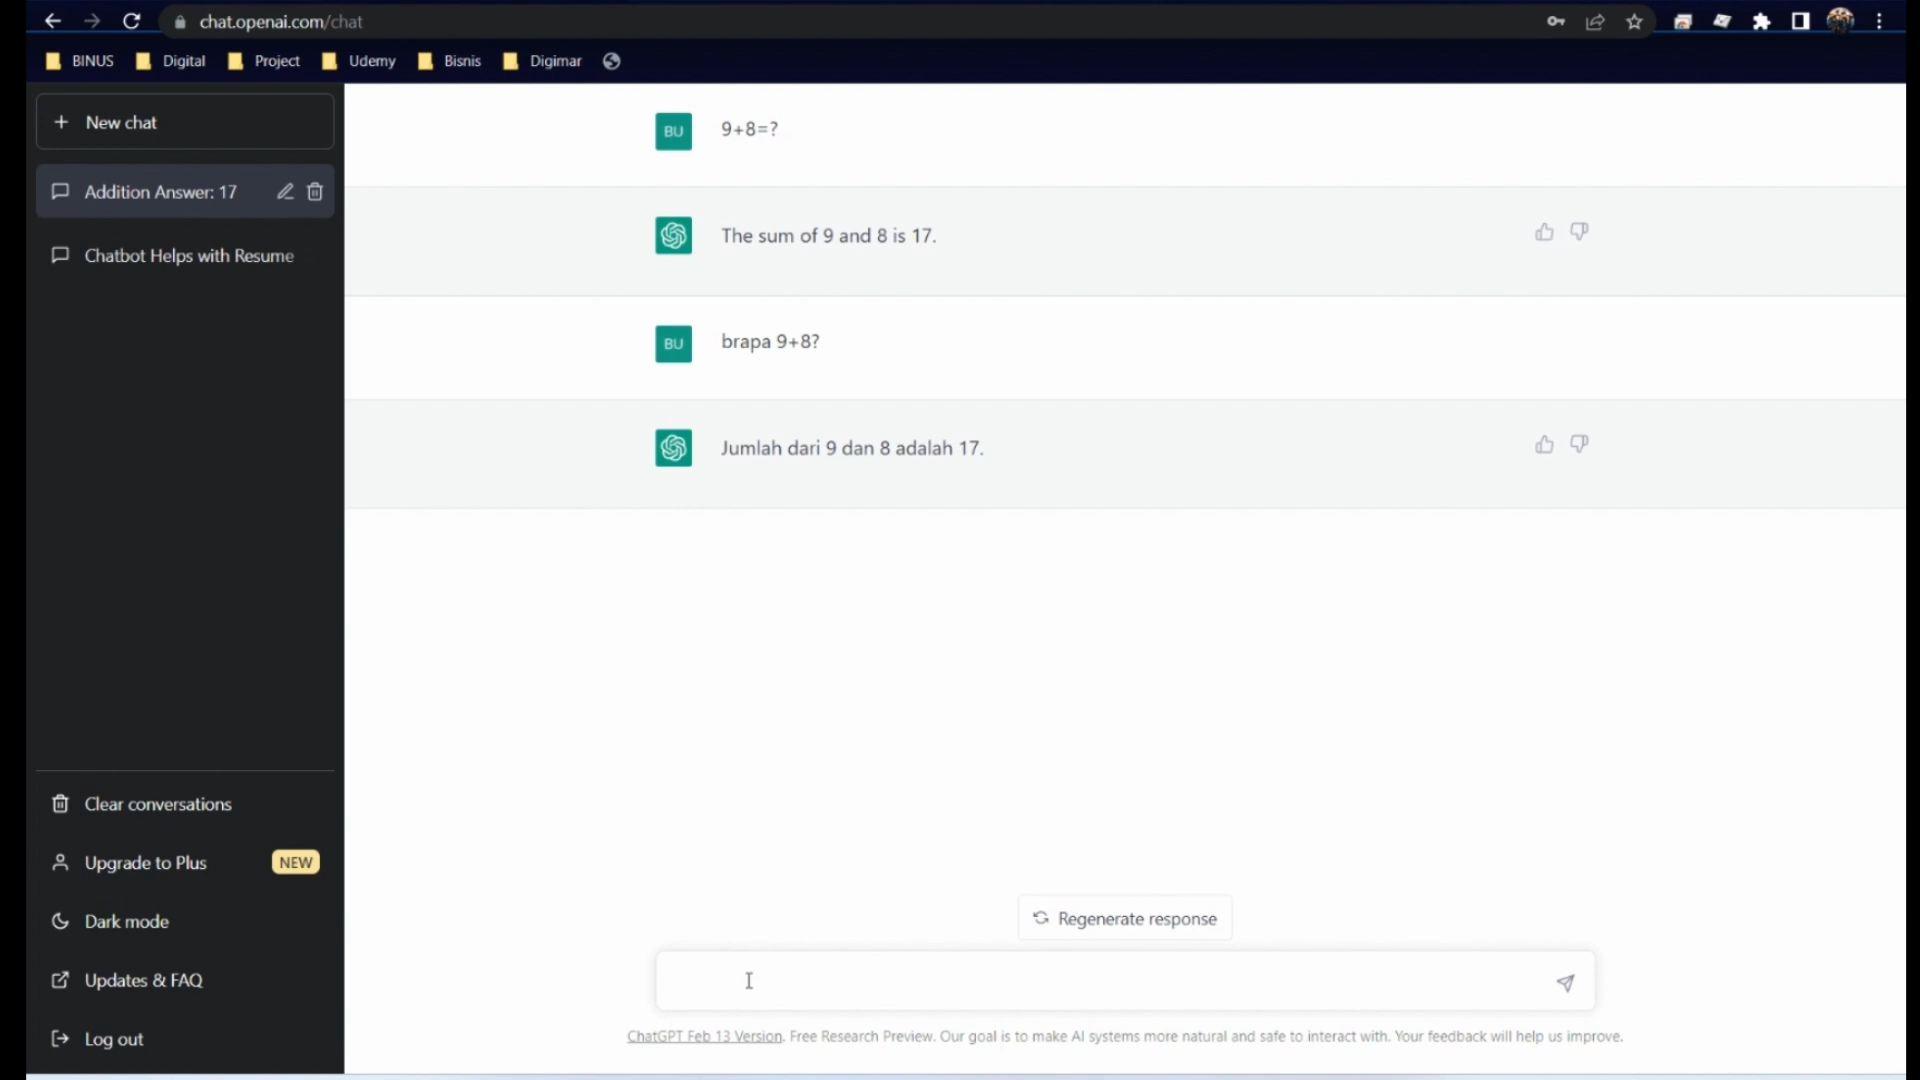 chat.openai.com/chat
BINUS Digital Project Udemy Bisnis Digimar
New chat
Addition Answer: 17
Chatbot Helps with Resume
Clear conversations
Upgrade to Plus NEW
Dark mode
Updates & FAQ
Log out
BU 9+8=?
The sum of 9 and 8 is 17.
BU brapa 9+8?
Jumlah dari 9 dan 8 adalah 17.
Regenerate response
ChatGPT Feb 13 Version. Free Research Preview. Our goal is to make AI systems more natural and safe to interact with. Your feedback will help us improve.